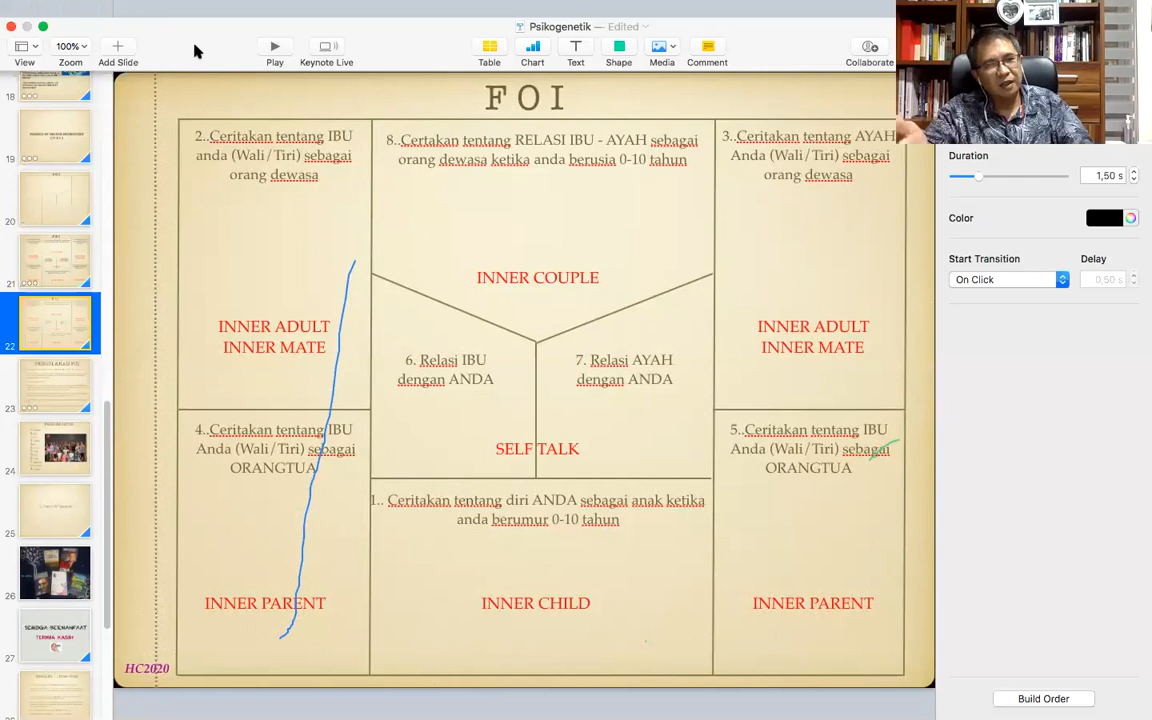 Psikogenetik — Edited
View
100%
Zoom
Add Slide
Play
Keynote Live
Table
Chart
Text
Shape
Media
Comment
Collaborate
18
19
20
21
22
23
24
25
26
27
SEMOGA BERMANFAAT
TERIMA KASIH
F O I
2..Ceritakan tentang IBU
anda (Wali/Tiri) sebagai
orang dewasa
INNER ADULT
INNER MATE
8..Certakan tentang RELASI IBU - AYAH sebagai
orang dewasa ketika anda berusia 0-10 tahun
INNER COUPLE
3..Ceritakan tentang AYAH
Anda (Wali/Tiri) sebagai
orang dewasa
INNER ADULT
INNER MATE
6. Relasi IBU
dengan ANDA
7. Relasi AYAH
dengan ANDA
SELF TALK
4..Ceritakan tentang IBU
Anda (Wali/Tiri) sebagai
ORANGTUA
INNER PARENT
1.. Ceritakan tentang diri ANDA sebagai anak ketika
anda berumur 0-10 tahun
INNER CHILD
5..Ceritakan tentang IBU
Anda (Wali/Tiri) sebagai
ORANGTUA
INNER PARENT
HC2020
Duration
1,50 s
Color
Start Transition
Delay
On Click
0,50 s
Build Order